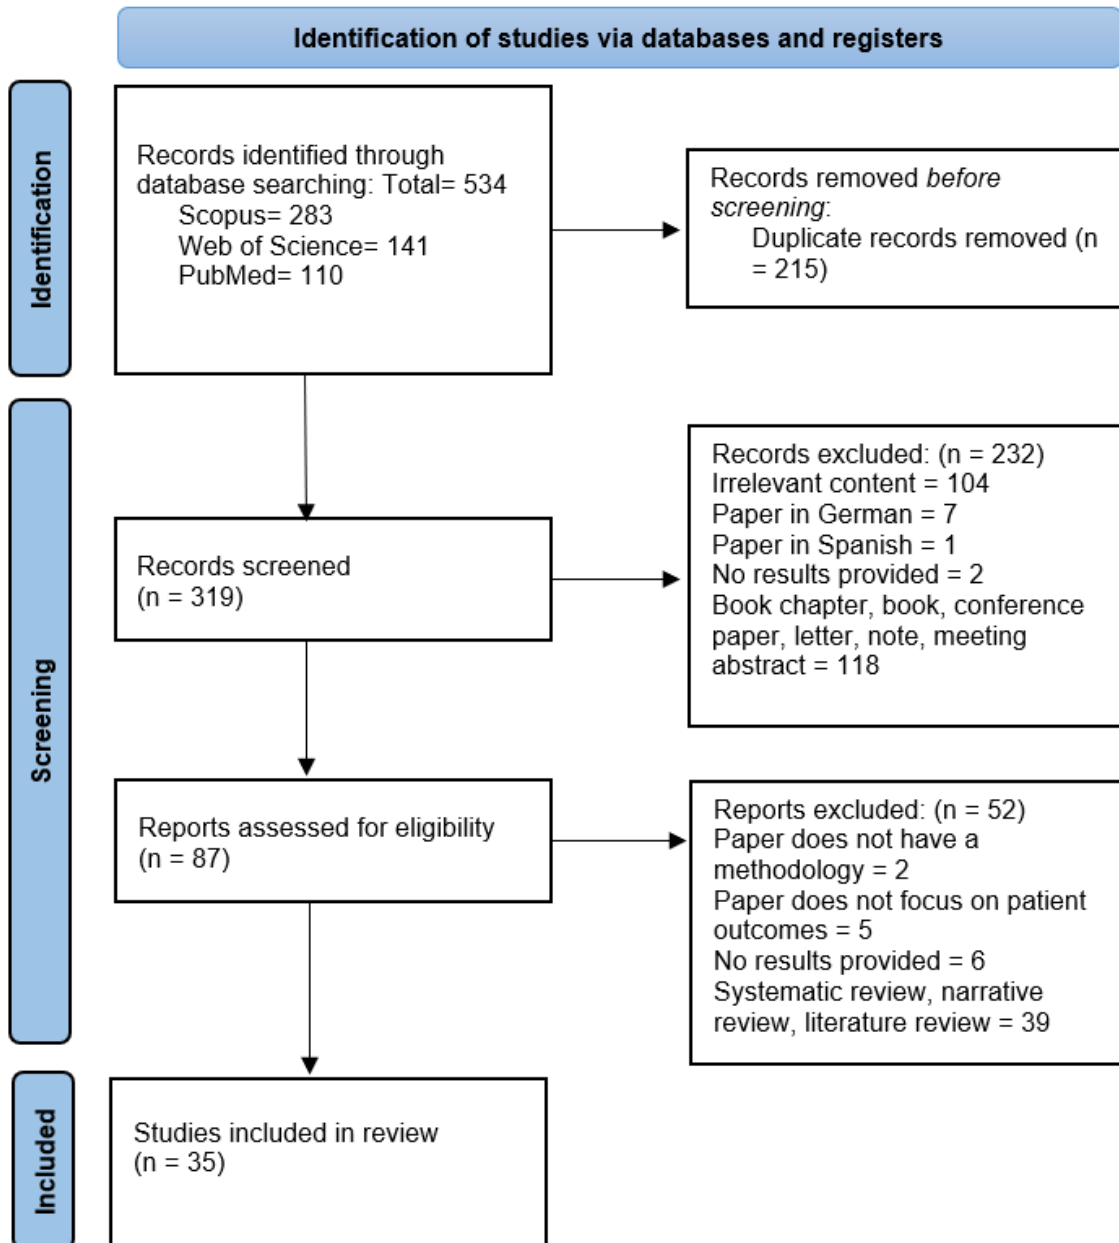 Identification of studies via databases and registers
Identification
Records identified through
database searching: Total= 534
Scopus= 283
Web of Science= 141
PubMed= 110
Records removed before
screening:
Duplicate records removed (n
= 215)
Screening
Records screened
(n = 319)
Records excluded: (n = 232)
Irrelevant content = 104
Paper in German = 7
Paper in Spanish = 1
No results provided = 2
Book chapter, book, conference
paper, letter, note, meeting
abstract = 118
Reports assessed for eligibility
(n = 87)
Reports excluded: (n = 52)
Paper does not have a
methodology = 2
Paper does not focus on patient
outcomes = 5
No results provided = 6
Systematic review, narrative
review, literature review = 39
Included
Studies included in review
(n = 35)